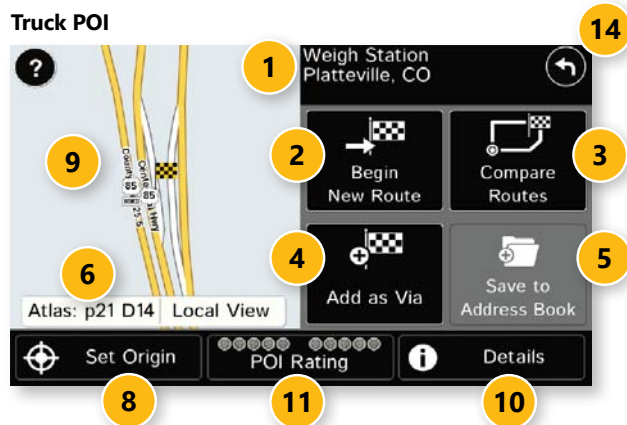 Truck POI
14
?
1
Weigh Station
Platteville, CO
9
85
85
2
Begin
New Route
3
Compare
Routes
6
Atlas: p21 D14
Local View
4
Add as Via
5
Save to
Address Book
Set Origin
POI Rating
i
Details
8
11
10